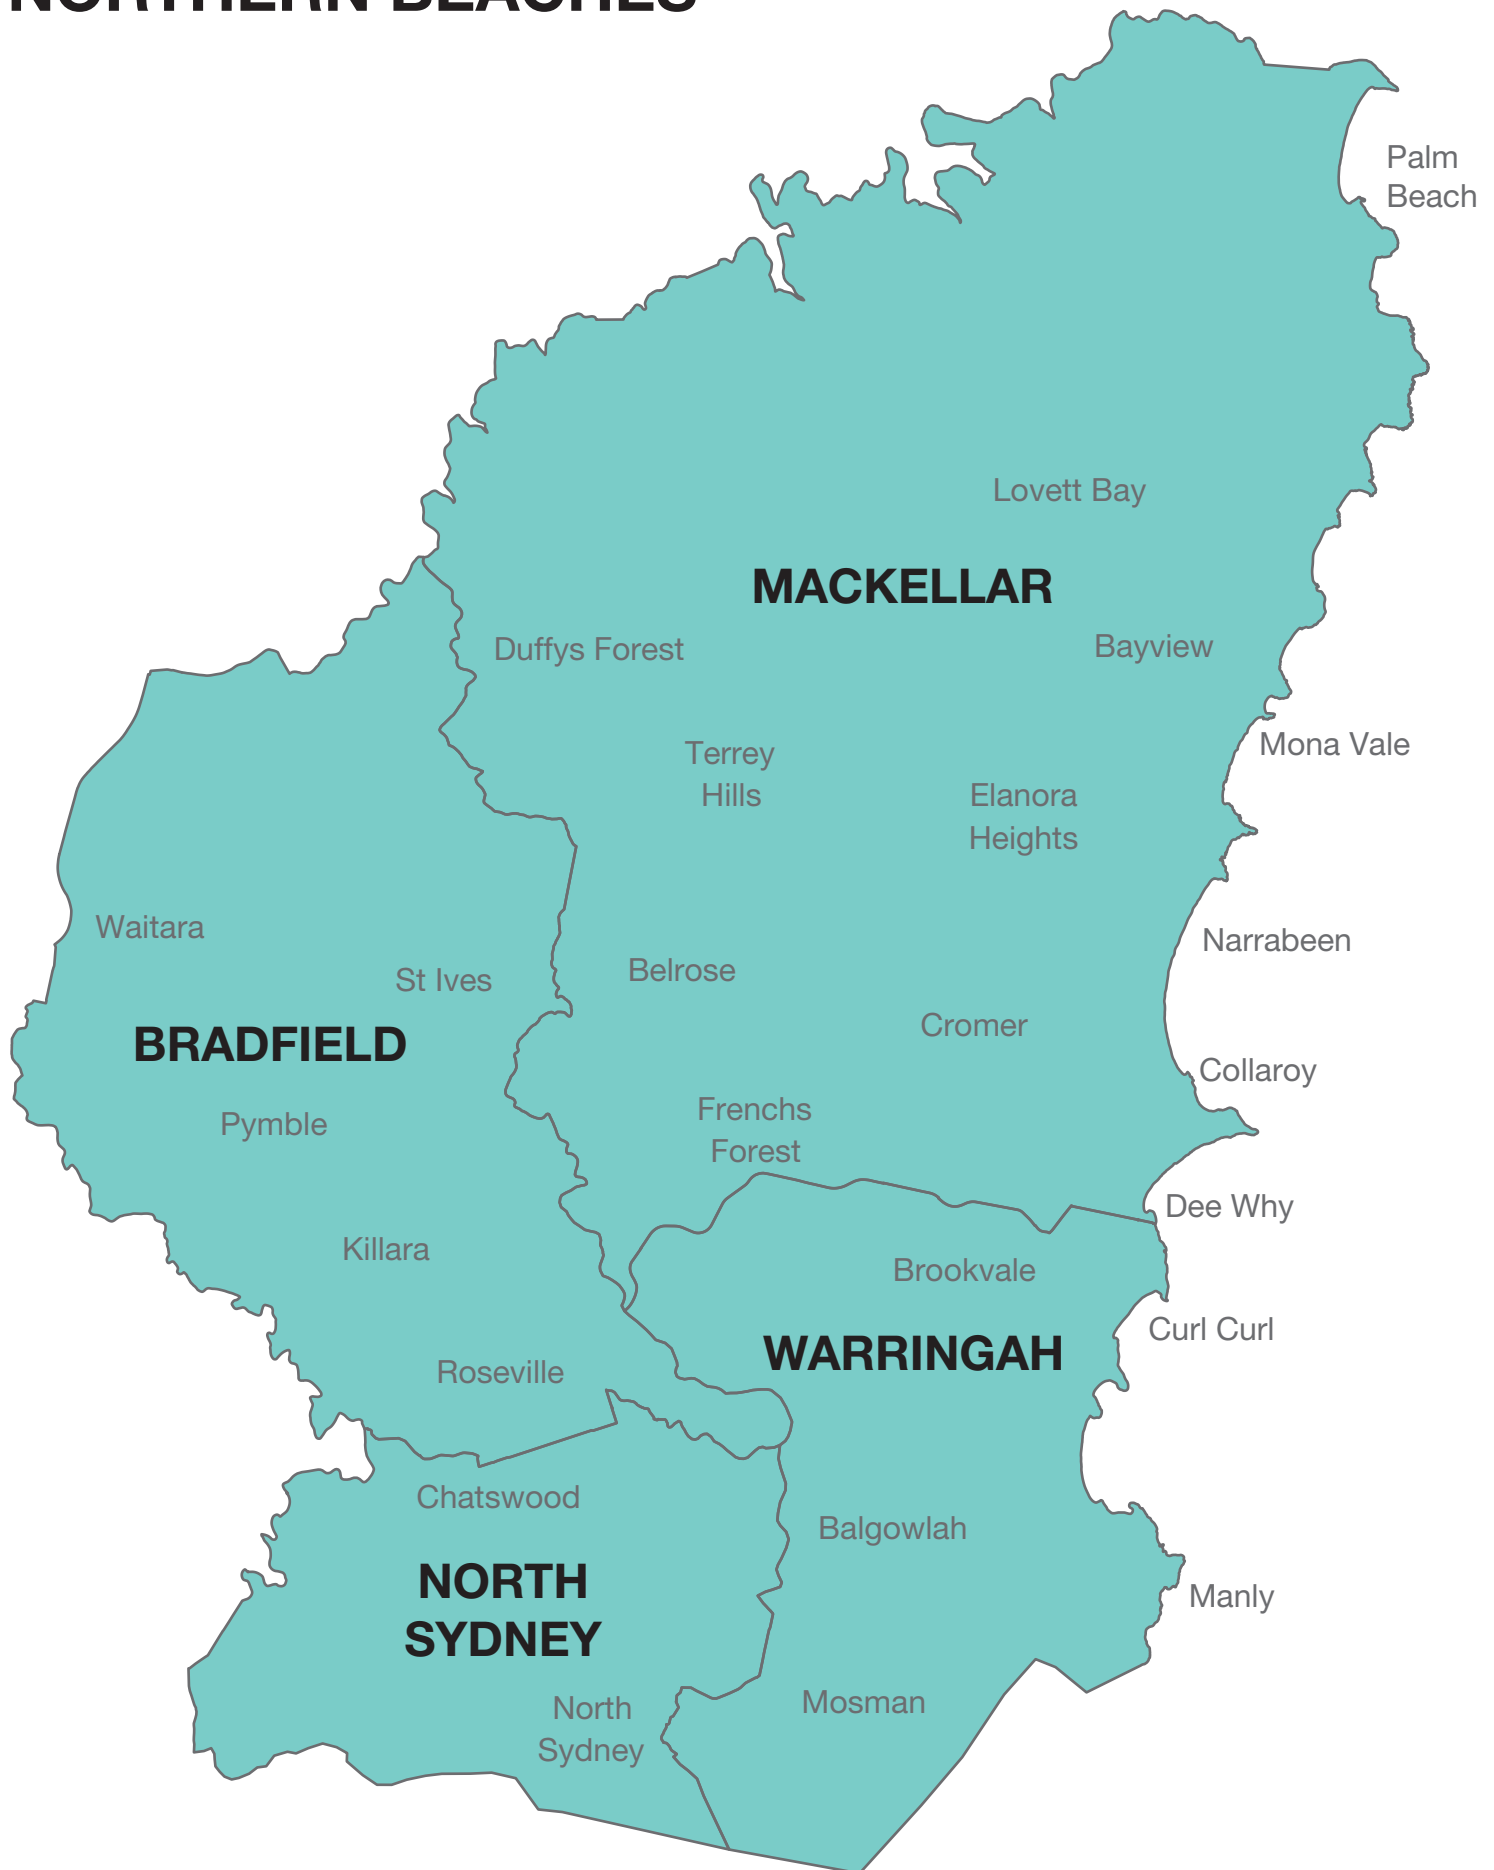 NORTHERN BEACHES
Palm
Beach
Lovett Bay
MACKELLAR
Duffys Forest
Bayview
Mona Vale
Terrey
Hills
Elanora
Heights
Waitara
Narrabeen
St Ives
Belrose
Cromer
BRADFIELD
Collaroy
Pymble
Frenchs
Forest
Dee Why
Killara
Brookvale
Curl Curl
WARRINGAH
Roseville
Chatswood
Balgowlah
NORTH
SYDNEY
Manly
Mosman
North
Sydney